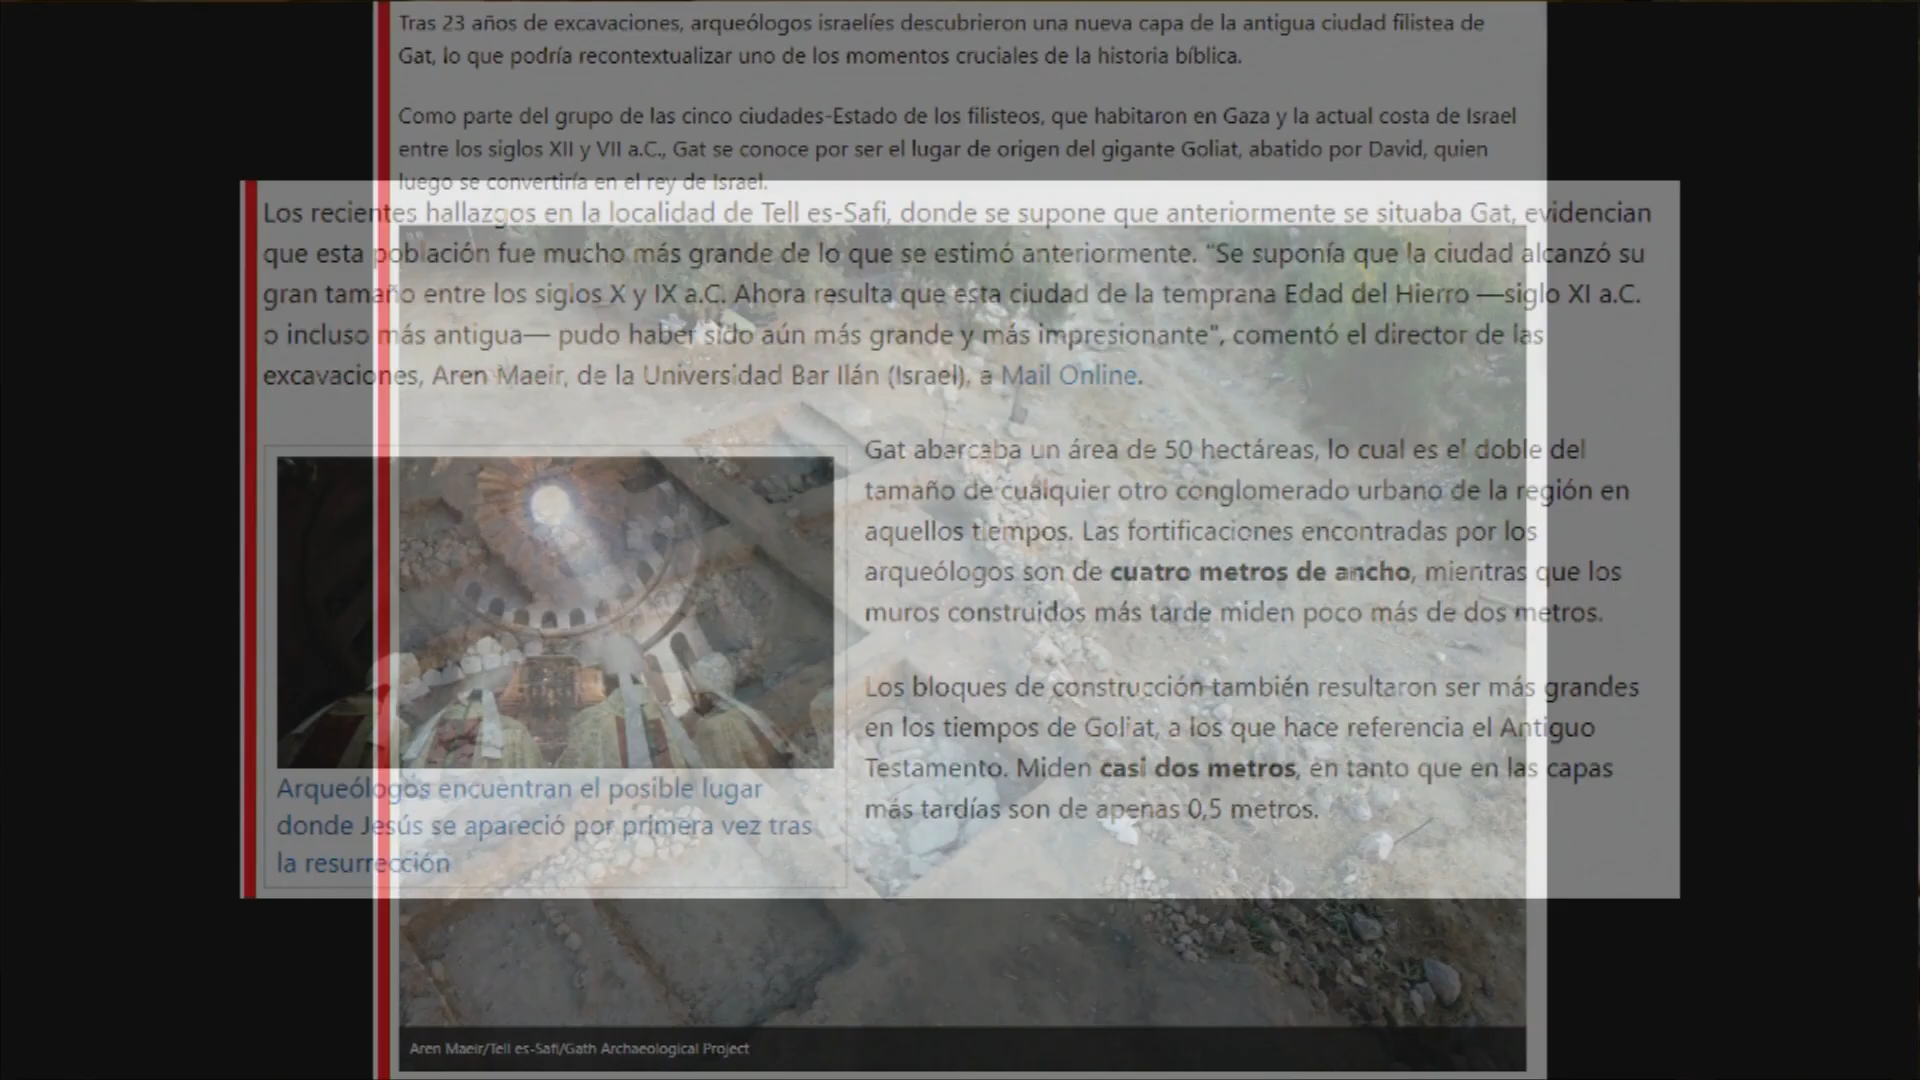 Tras 23 años de excavaciones, arqueólogos israelíes descubrieron una nueva capa de la antigua ciudad filistea de
Gat, lo que podría recontextualizar uno de los momentos cruciales de la historia bíblica.
Como parte del grupo de las cinco ciudades-Estado de los filisteos, que habitaron en Gaza y la actual costa de Israel
entre los siglos XII y VII a.C., Gat se conoce por ser el lugar de origen del gigante Goliat, abatido por David, quien
luego se convertiría en el rey de Israel.
Los recientes hallazgos en la localidad de Tell es-Safi, donde se supone que anteriormente se situaba Gat, evidencian
que esta población fue mucho más grande de lo que se estimó anteriormente. "Se suponía que la ciudad alcanzó su
gran tamaño entre los siglos X y IX a.C. Ahora resulta que esta ciudad de la temprana Edad del Hierro —siglo XI a.C.
o incluso más antigua— pudo haber sido aún más grande y más impresionante", comentó el director de las
excavaciones, Aren Maeir, de la Universidad Bar Ilán (Israel), a Mail Online.
Gat abarcaba un área de 50 hectáreas, lo cual es el doble del
tamaño de cualquier otro conglomerado urbano de la región en
aquellos tiempos. Las fortificaciones encontradas por los
arqueólogos son de cuatro metros de ancho, mientras que los
muros construidos más tarde miden poco más de dos metros.
Los bloques de construcción también resultaron ser más grandes
en los tiempos de Goliat, a los que hace referencia el Antiguo
Testamento. Miden casi dos metros, en tanto que en las capas
más tardías son de apenas 0,5 metros.
Arqueólogos encuentran el posible lugar
donde Jesús se apareció por primera vez tras
la resurrección
Aren Maeir/Tell es-Safi/Gath Archaeological Project